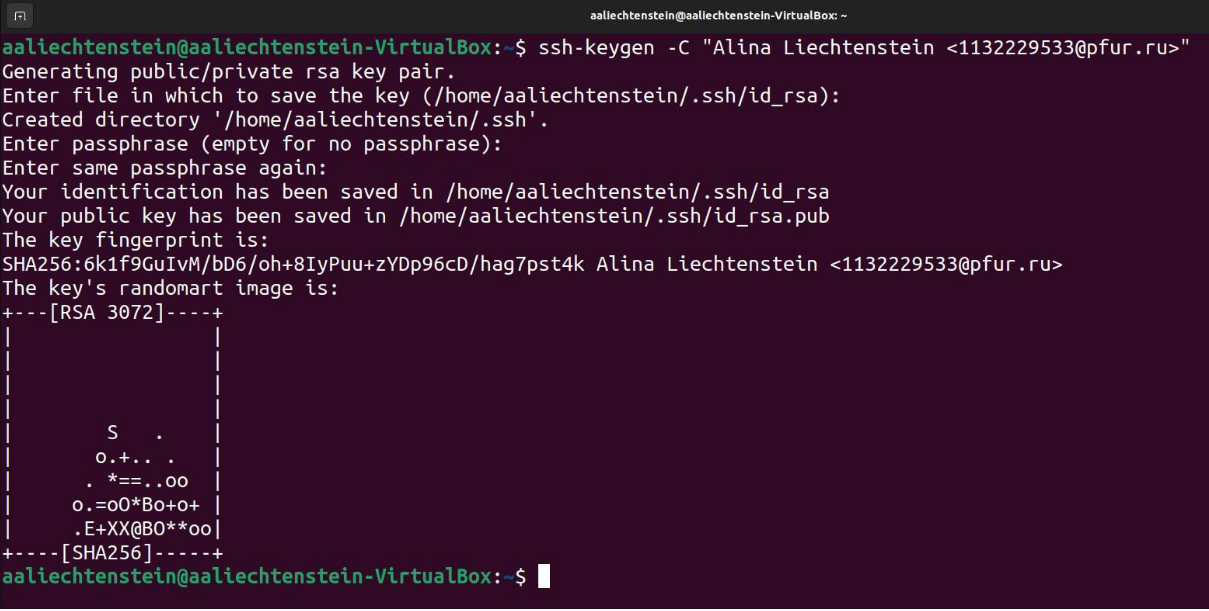 aaliechtenstein@aaliechtenstein-VirtualBox: ~
aaliechtenstein@aaliechtenstein-VirtualBox:~$ ssh-keygen -C "Alina Liechtenstein <1132229533@pfur.ru>"
Generating public/private rsa key pair.
Enter file in which to save the key (/home/aaliechtenstein/.ssh/id_rsa):
Created directory '/home/aaliechtenstein/.ssh'.
Enter passphrase (empty for no passphrase):
Enter same passphrase again:
Your identification has been saved in /home/aaliechtenstein/.ssh/id_rsa
Your public key has been saved in /home/aaliechtenstein/.ssh/id_rsa.pub
The key fingerprint is:
SHA256:6k1f9GuIvM/bD6/oh+8IyPuu+zYDp96cD/hag7pst4k Alina Liechtenstein <1132229533@pfur.ru>
The key's randomart image is:
+---[RSA 3072]----+
|                 |
|                 |
|                 |
|                 |
|        S   .    |
|       o.+.. .   |
|      . *==..oo  |
|     o.=oO*Bo+o+ |
|     .E+XX@BO**oo|
+----[SHA256]-----+
aaliechtenstein@aaliechtenstein-VirtualBox:~$